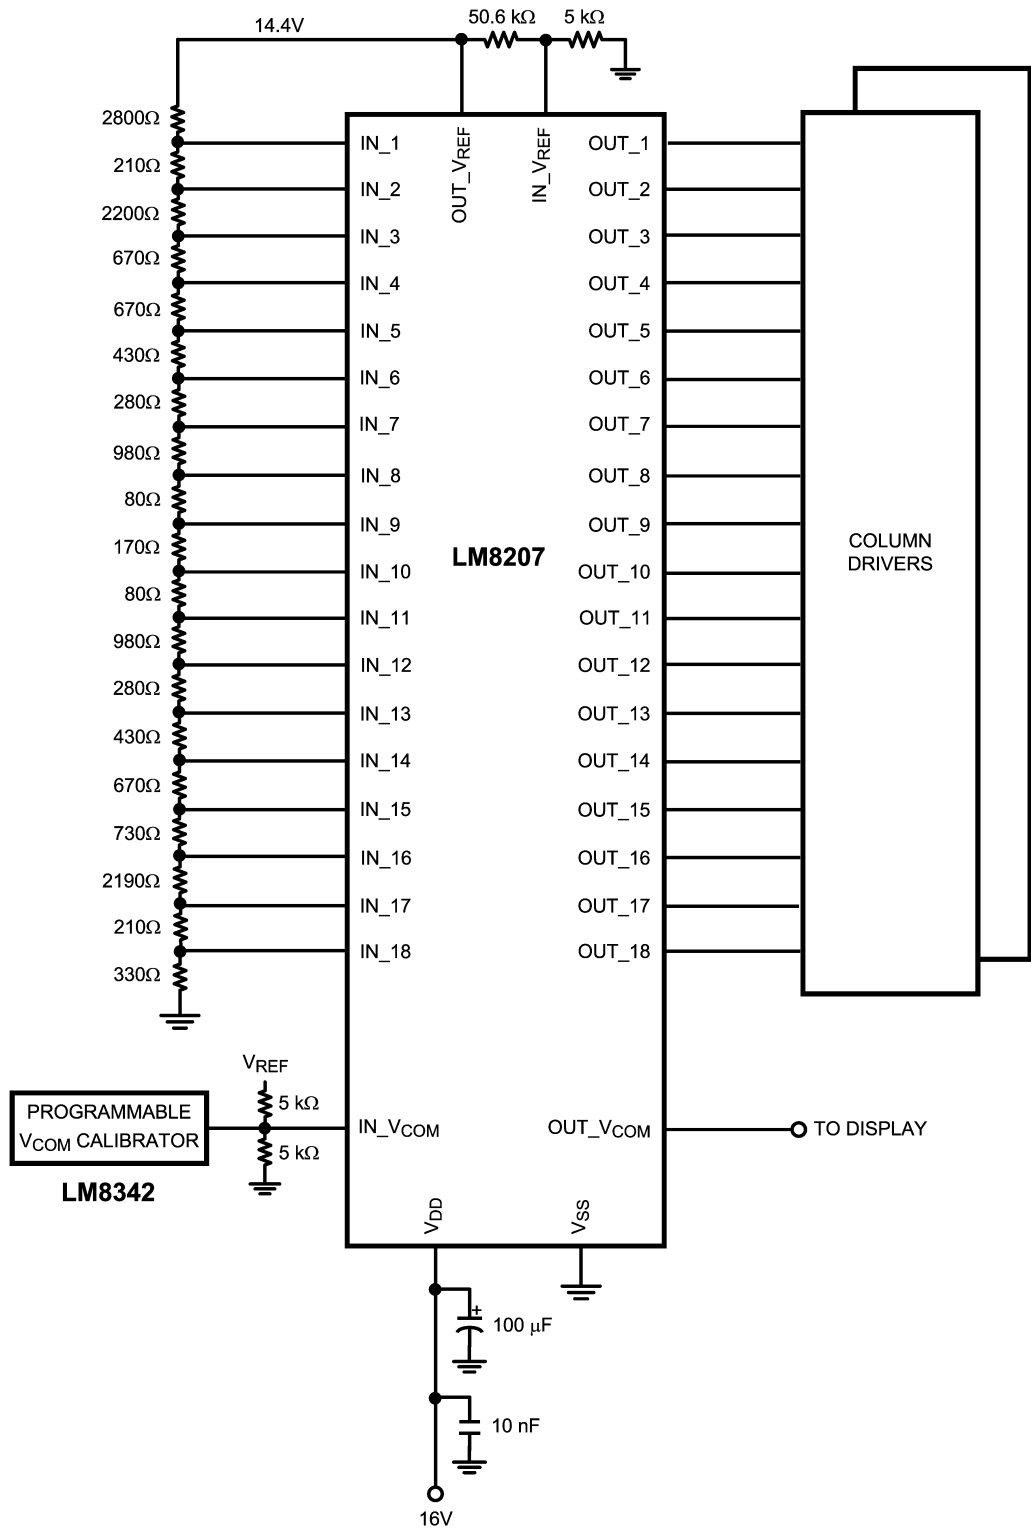 14.4V
50.6 kΩ
5 kΩ
2800Ω
210Ω
2200Ω
670Ω
670Ω
430Ω
280Ω
980Ω
80Ω
170Ω
80Ω
980Ω
280Ω
430Ω
670Ω
730Ω
2190Ω
210Ω
330Ω
IN_1
IN_2
IN_3
IN_4
IN_5
IN_6
IN_7
IN_8
IN_9
IN_10
IN_11
IN_12
IN_13
IN_14
IN_15
IN_16
IN_17
IN_18
OUT_VREF
IN_VREF
LM8207
OUT_1
OUT_2
OUT_3
OUT_4
OUT_5
OUT_6
OUT_7
OUT_8
OUT_9
OUT_10
OUT_11
OUT_12
OUT_13
OUT_14
OUT_15
OUT_16
OUT_17
OUT_18
COLUMN
DRIVERS
VREF
5 kΩ
5 kΩ
PROGRAMMABLE
VCOM CALIBRATOR
LM8342
IN_VCOM
OUT_VCOM
TO DISPLAY
VDD
VSS
+
100 µF
10 nF
16V